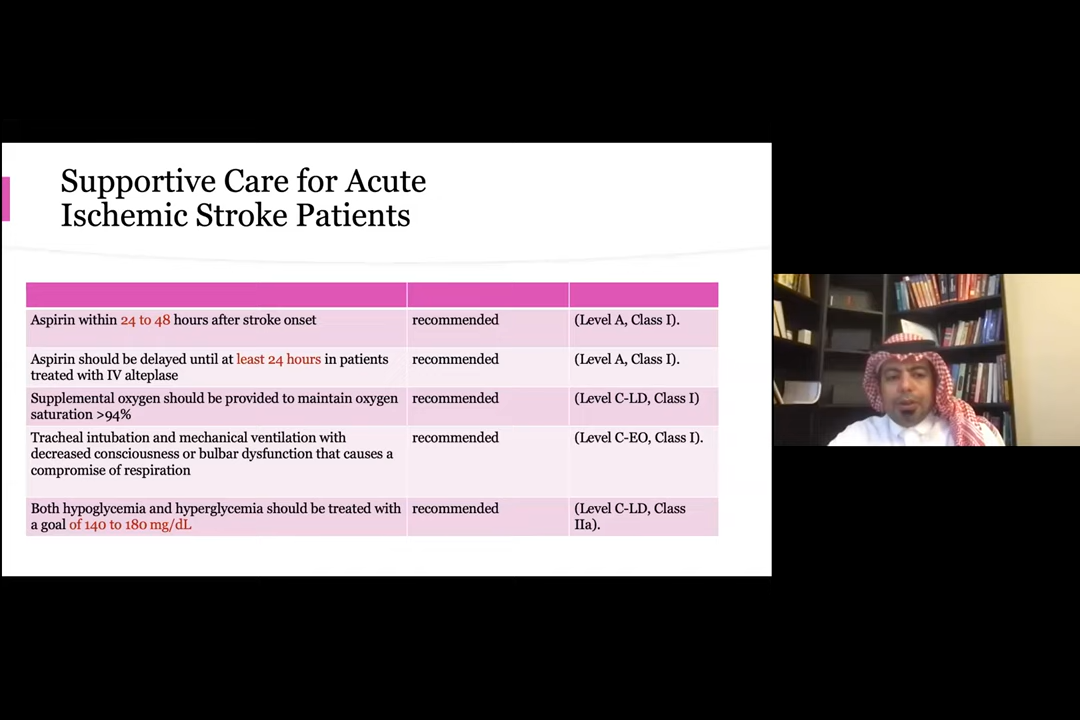 Supportive Care for Acute
Ischemic Stroke Patients
Aspirin within 24 to 48 hours after stroke onset
recommended
(Level A, Class I).
Aspirin should be delayed until at least 24 hours in patients
treated with IV alteplase
recommended
(Level A, Class I).
Supplemental oxygen should be provided to maintain oxygen
saturation >94%
recommended
(Level C-LD, Class I)
Tracheal intubation and mechanical ventilation with
decreased consciousness or bulbar dysfunction that causes a
compromise of respiration
recommended
(Level C-EO, Class I).
Both hypoglycemia and hyperglycemia should be treated with
a goal of 140 to 180 mg/dL
recommended
(Level C-LD, Class
IIa).